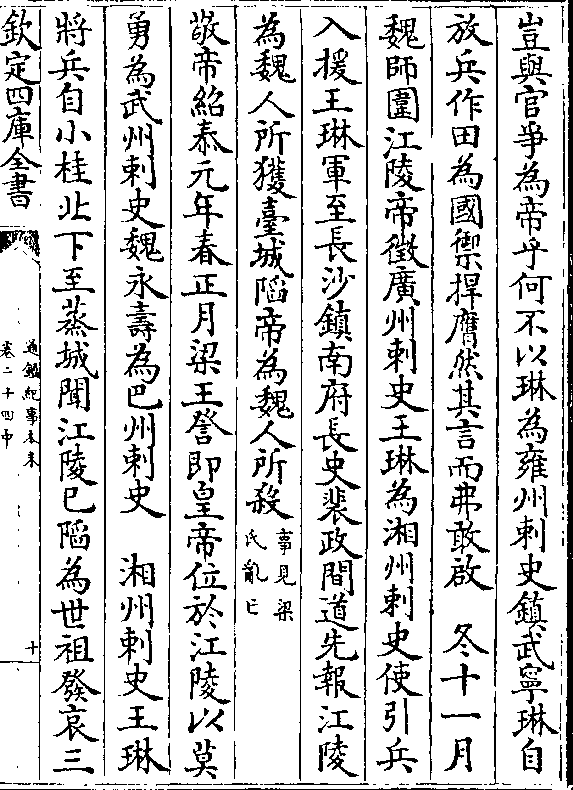 豈與官爭為帝乎何不以琳為雍州刺史鎮武寧琳自
放兵作田為國禦捍膺然其言而弗敢啟　冬十一月
魏師圍江陵帝徵廣州刺史王琳為湘州刺史使引兵
入援王琳軍至長沙鎮南府長史裴政請間道先報江陵
為魏人所獲臺城陷帝為魏人所殺事見梁氏亂亡
敬帝紹泰元年春正月梁王詧即皇帝位於江陵以莫
勇為武州刺史魏永壽為巴州刺史　湘州刺史王琳
將兵自小桂北下至蒸城聞江陵已陷為世祖發哀三
欽定四庫全書
通鑑紀事本末
卷二十四中
十